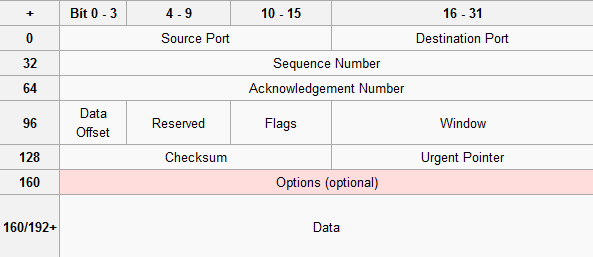 + Bít 0 - 3 4 - 9 10 - 15 16 - 31
0 Source Port Destination Port
32 Sequence Number
64 Acknowledgement Number
96 Data Offset Reserved Flags Window
128 Checksum Urgent Pointer
160 Options (optional)
160/192+ Data